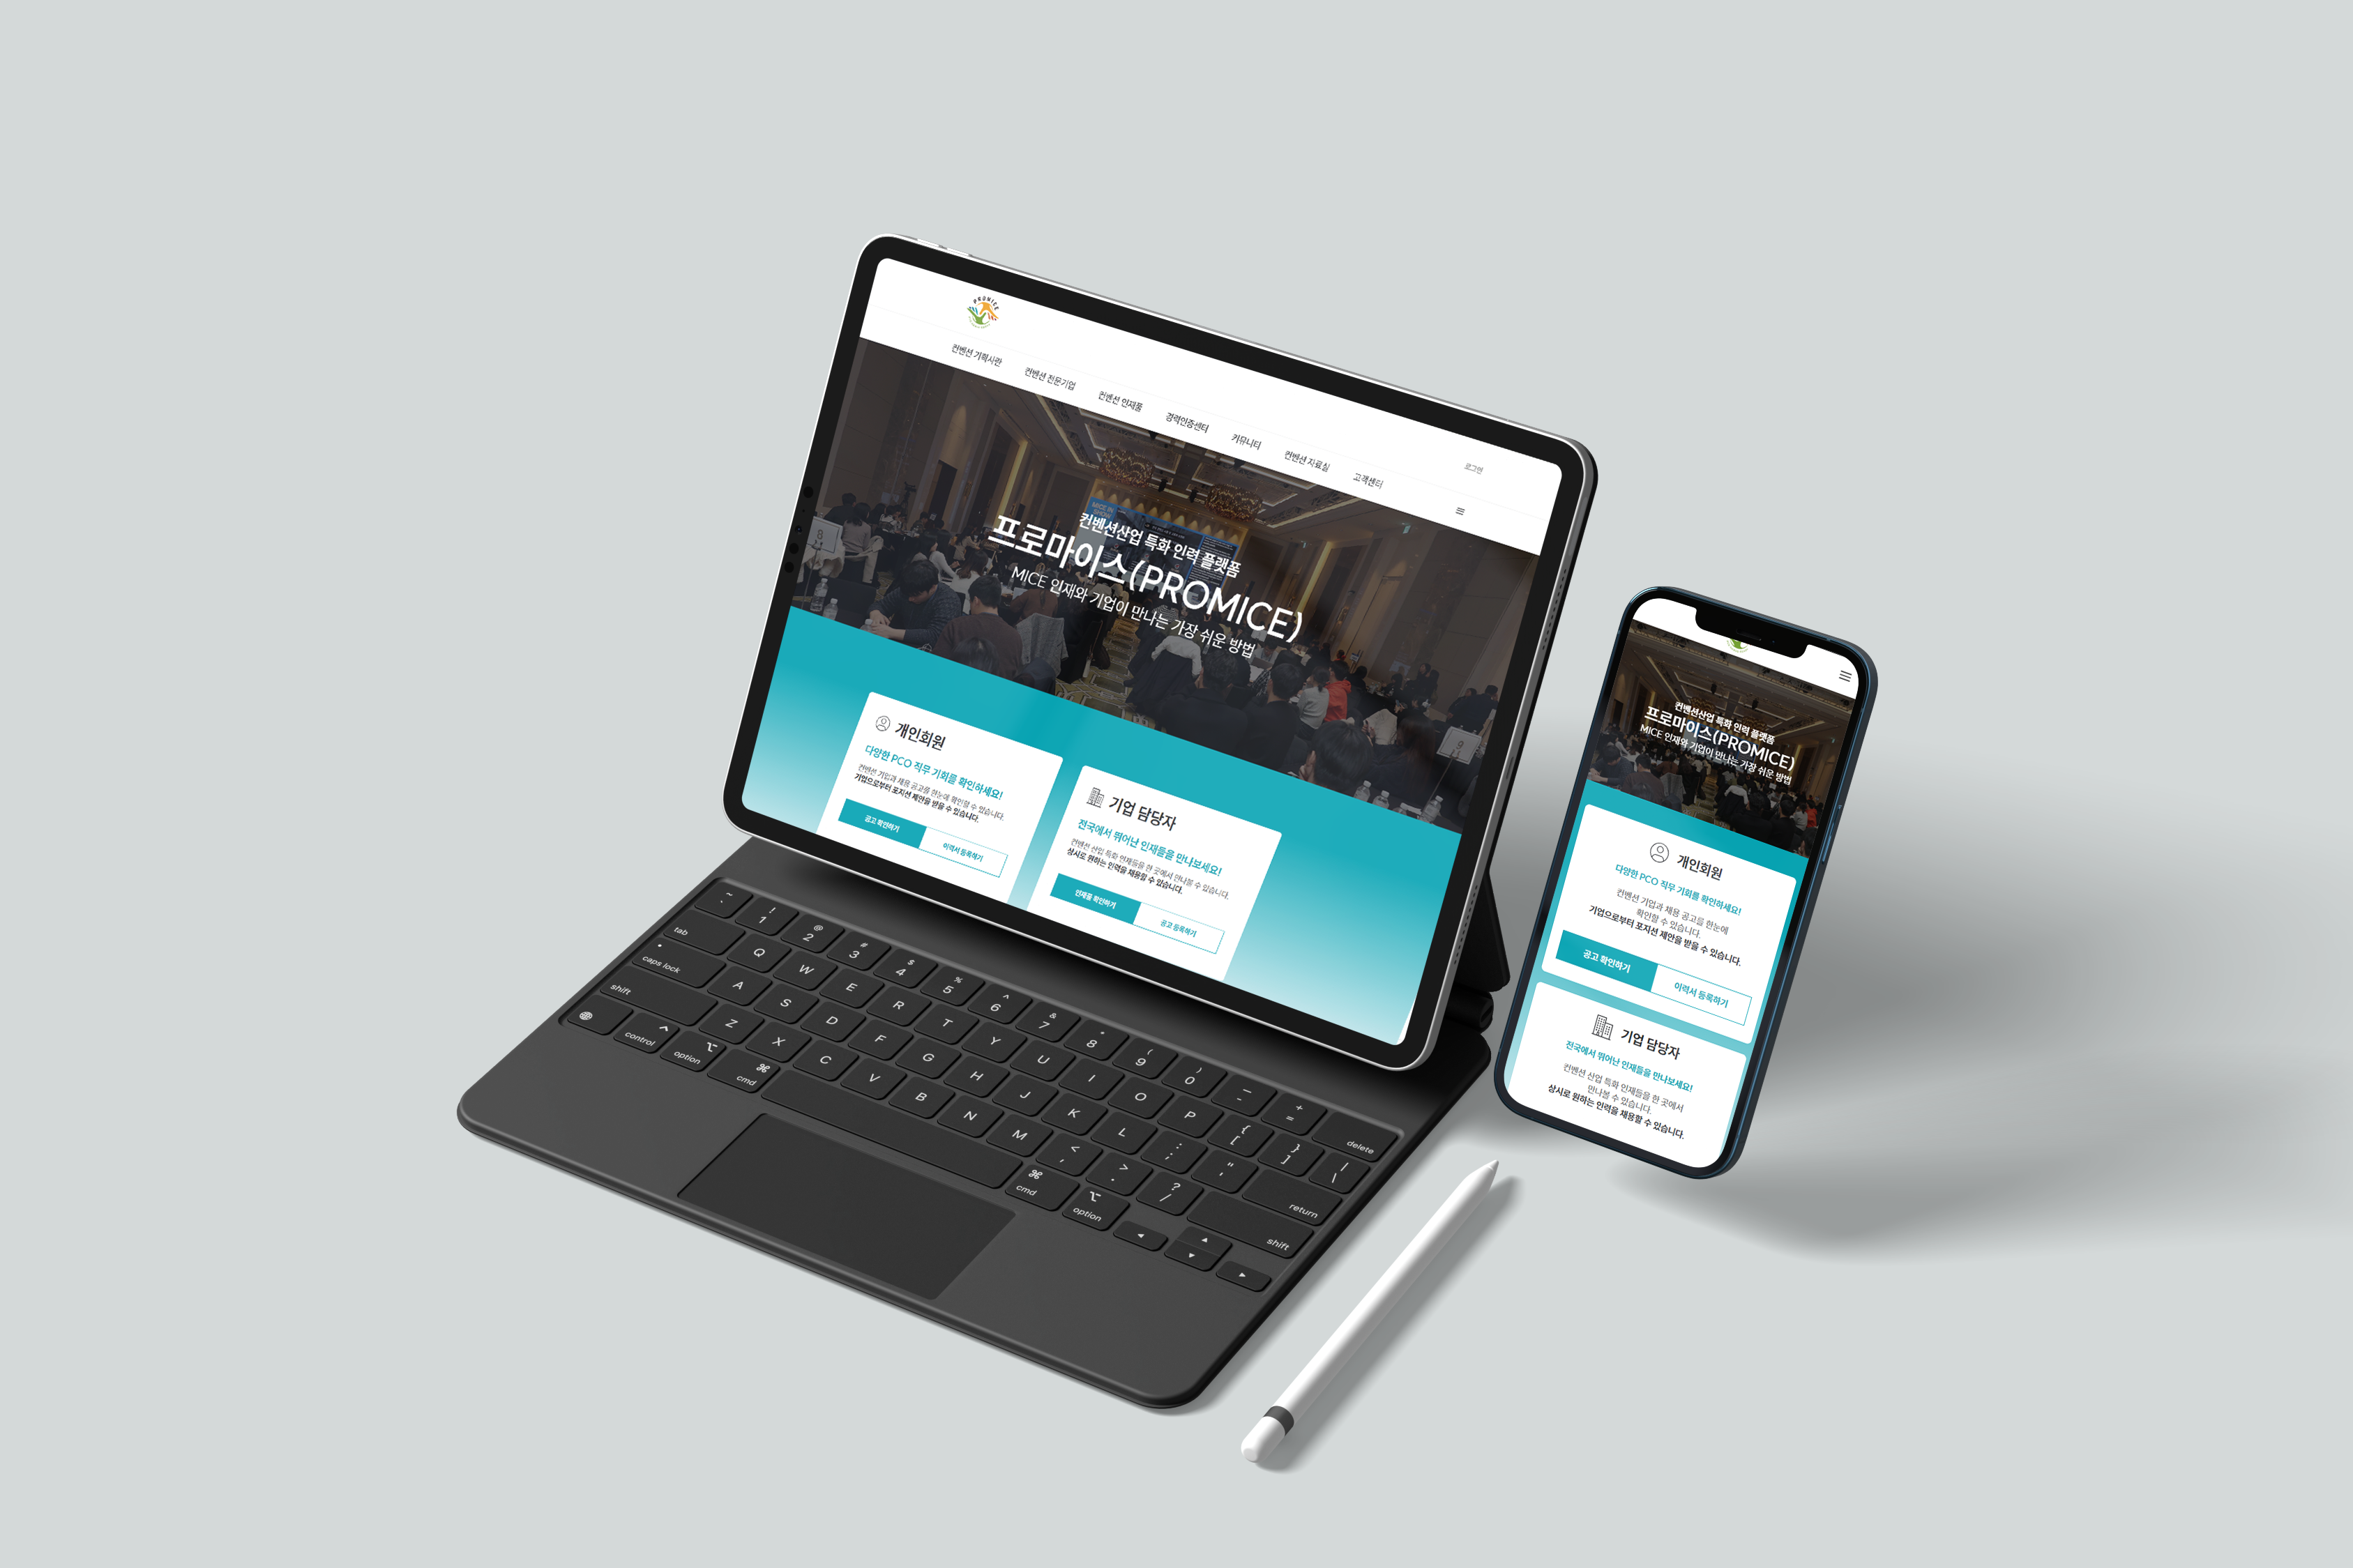 PROMICE
로그인
컨벤션 기획사란
컨벤션 전문기업
컨벤션 인재풀
경력인증센터
커뮤니티
컨벤션 자료실
고객센터
MICE IN
8
9
컨벤션산업 특화 인력 플랫폼
프로마이스(PROMICE)
MICE 인재와 기업이 만나는 가장 쉬운 방법
개인회원
다양한 PCO 직무 기회를 확인하세요!
컨벤션 기업과 채용 공고를 한눈에 확인할 수 있습니다.
기업으로부터 포지션 제안을 받을 수 있습니다.
공고 확인하기
이력서 등록하기
기업 담당자
전국에서 뛰어난 인재들을 만나보세요!
컨벤션 산업 특화 인재들을 한 곳에서 만나볼 수 있습니다.
상시로 원하는 인력을 채용할 수 있습니다.
인재풀 확인하기
공고 등록하기
~ ! @ # $ % ^ & * ( ) — +
` 1 2 3 4 5 6 7 8 9 0 - = delete
tab Q W E R T Y U I O P { [ } ] | \
caps lock A S D F G H J K L : ; " ' return
shift Z X C V B N M < , > . ? / shift
control option cmd cmd option
컨벤션산업 특화 인력 플랫폼
프로마이스(PROMICE)
MICE 인재와 기업이 만나는 가장 쉬운 방법
개인회원
다양한 PCO 직무 기회를 확인하세요!
컨벤션 기업과 채용 공고를 한눈에
확인할 수 있습니다.
기업으로부터 포지션 제안을 받을 수 있습니다.
공고 확인하기
이력서 등록하기
기업 담당자
전국에서 뛰어난 인재들을 만나보세요!
컨벤션 산업 특화 인재들을 한 곳에서
만나볼 수 있습니다.
상시로 원하는 인력을 채용할 수 있습니다.